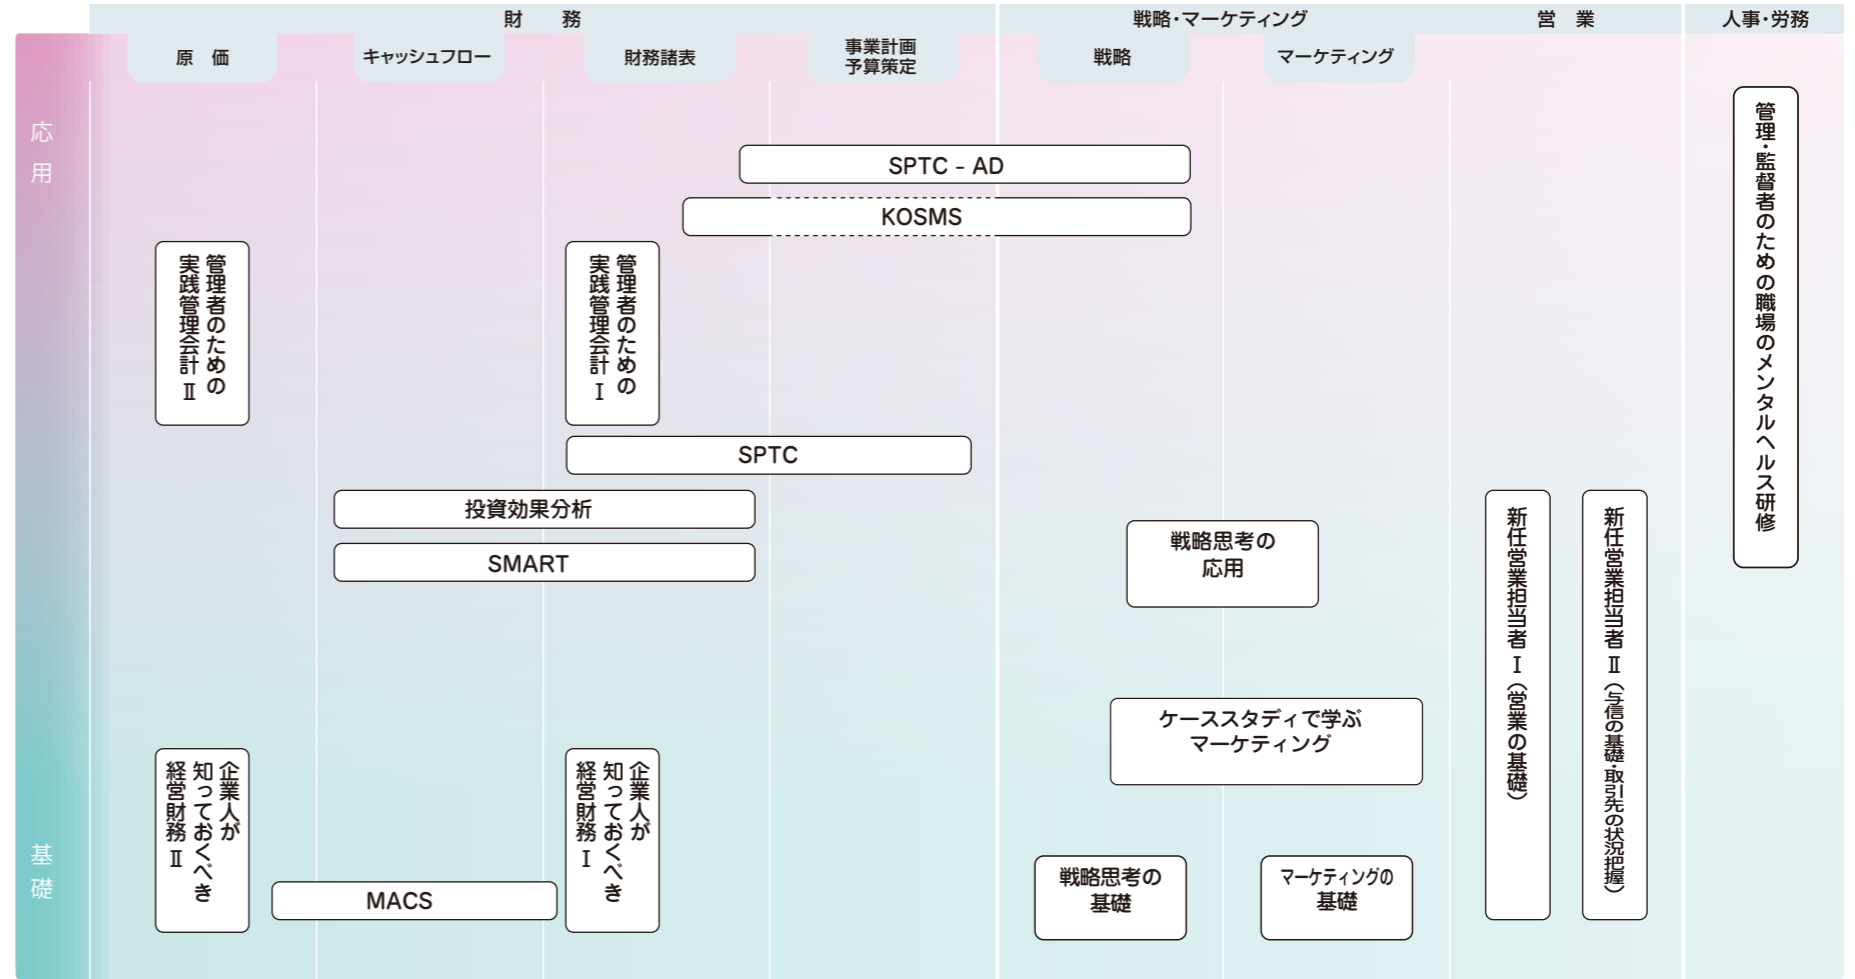 財　務
戦略・マーケティング
営　業
人事・労務
原　価
キャッシュフロー
財務諸表
事業計画
予算策定
戦略
マーケティング
応用
SPTC - AD
KOSMS
管理者のための
実践管理会計 Ⅱ
管理者のための
実践管理会計 Ⅰ
SPTC
投資効果分析
SMART
戦略思考の
応用
ケーススタディで学ぶ
マーケティング
新任営業担当者 Ⅰ（営業の基礎）
新任営業担当者 Ⅱ（与信の基礎・取引先の状況把握）
管理・監督者のための職場のメンタルヘルス研修
基礎
企業人が
知っておくべき
経営財務 Ⅱ
MACS
企業人が
知っておくべき
経営財務 Ⅰ
戦略思考の
基礎
マーケティングの
基礎